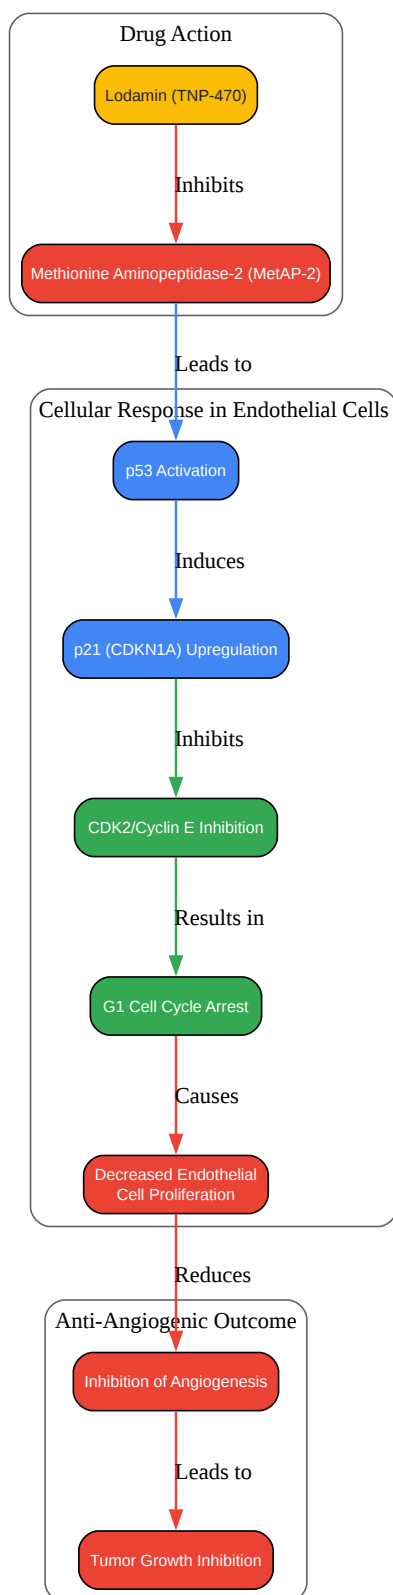 Drug Action
Lodamin (TNP-470)
Inhibits
Methionine Aminopeptidase-2 (MetAP-2)
Leads to
Cellular Response in Endothelial Cells
p53 Activation
Induces
p21 (CDKN1A) Upregulation
Inhibits
CDK2/Cyclin E Inhibition
Results in
G1 Cell Cycle Arrest
Causes
Decreased Endothelial
Cell Proliferation
Reduces
Anti-Angiogenic Outcome
Inhibition of Angiogenesis
Leads to
Tumor Growth Inhibition